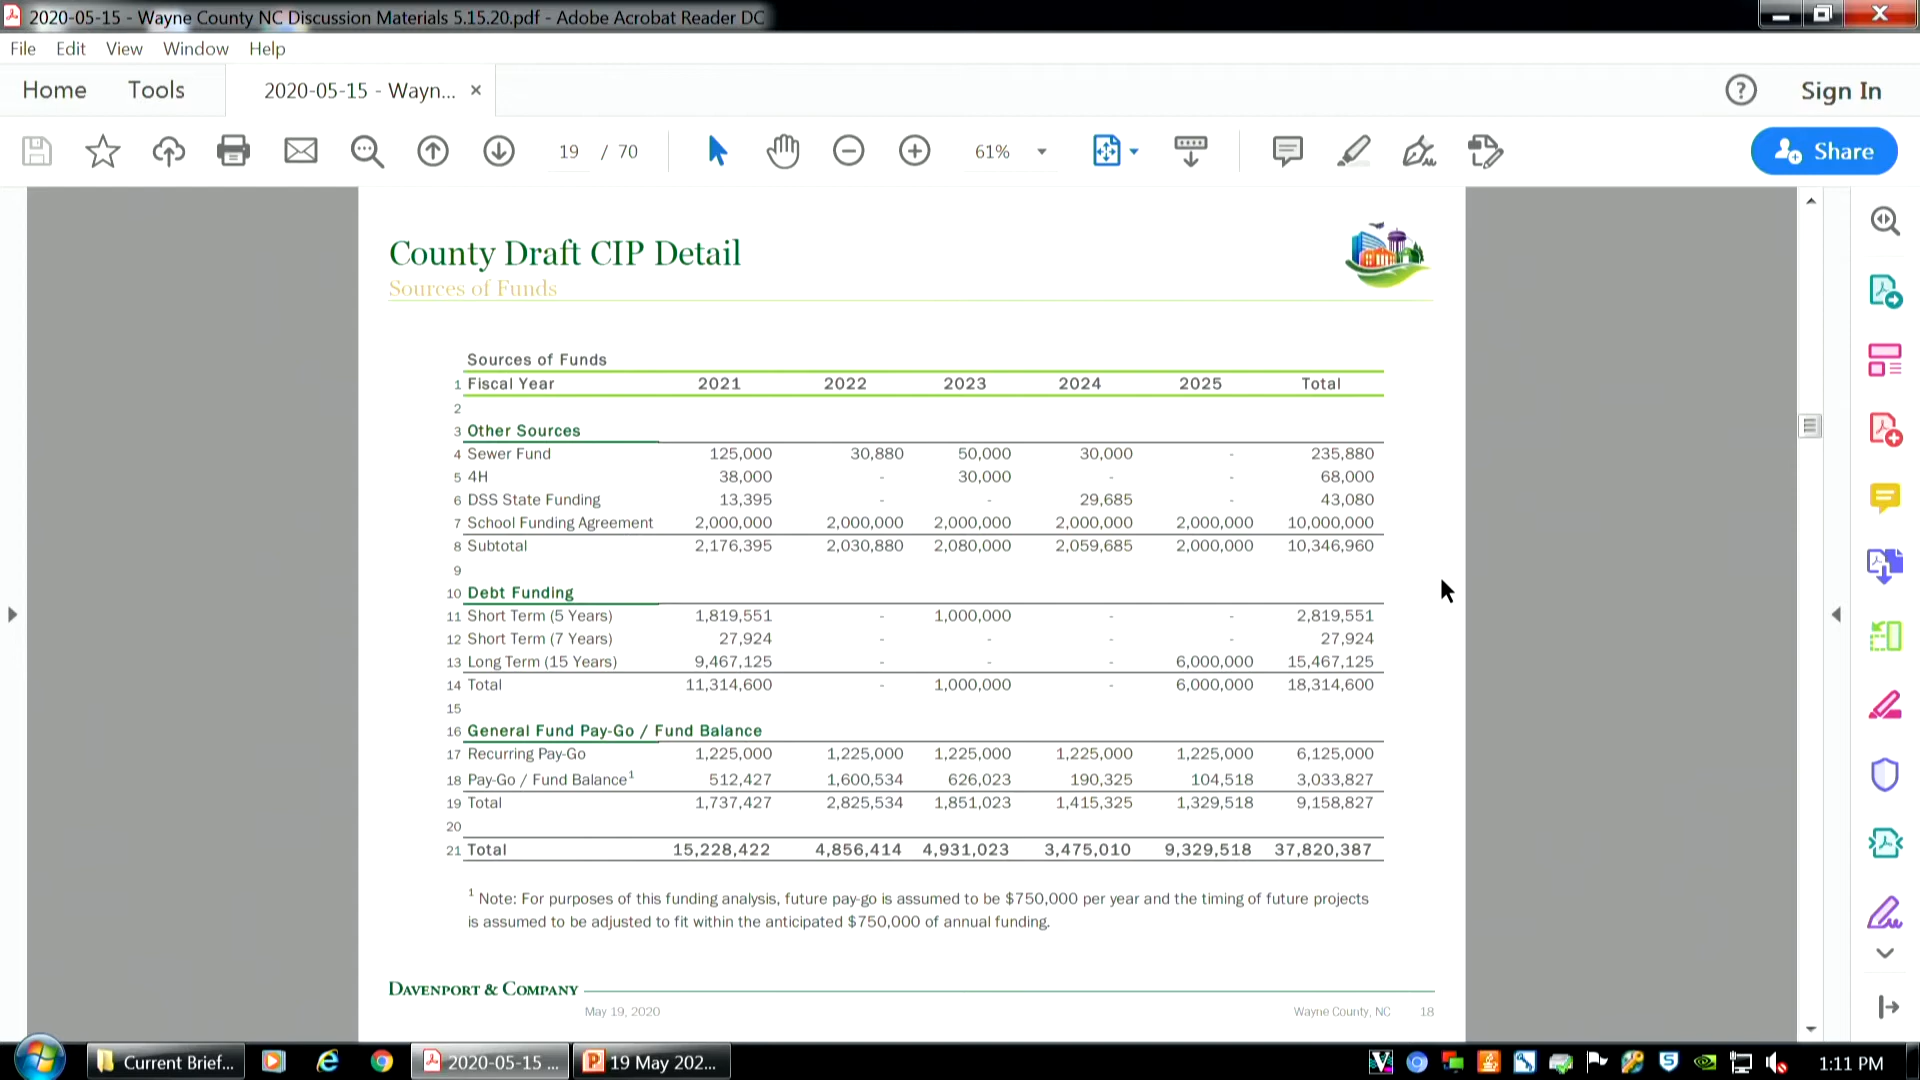 2020-05-15 - Wayne County NC Discussion Materials 5.15.20.pdf - Adobe Acrobat Reader DC
File Edit View Window Help
Home Tools 2020-05-15 - Wayn... × ? Sign In
19 / 70 61% Share
County Draft CIP Detail
Sources of Funds
Sources of Funds
1 Fiscal Year 2021 2022 2023 2024 2025 Total
2
3 Other Sources
4 Sewer Fund 125,000 30,880 50,000 30,000 - 235,880
5 4H 38,000 - 30,000 - - 68,000
6 DSS State Funding 13,395 - - 29,685 - 43,080
7 School Funding Agreement 2,000,000 2,000,000 2,000,000 2,000,000 2,000,000 10,000,000
8 Subtotal 2,176,395 2,030,880 2,080,000 2,059,685 2,000,000 10,346,960
9
10 Debt Funding
11 Short Term (5 Years) 1,819,551 - 1,000,000 - - 2,819,551
12 Short Term (7 Years) 27,924 - - - - 27,924
13 Long Term (15 Years) 9,467,125 - - - 6,000,000 15,467,125
14 Total 11,314,600 - 1,000,000 - 6,000,000 18,314,600
15
16 General Fund Pay-Go / Fund Balance
17 Recurring Pay-Go 1,225,000 1,225,000 1,225,000 1,225,000 1,225,000 6,125,000
18 Pay-Go / Fund Balance¹ 512,427 1,600,534 626,023 190,325 104,518 3,033,827
19 Total 1,737,427 2,825,534 1,851,023 1,415,325 1,329,518 9,158,827
20
21 Total 15,228,422 4,856,414 4,931,023 3,475,010 9,329,518 37,820,387
¹ Note: For purposes of this funding analysis, future pay-go is assumed to be $750,000 per year and the timing of future projects
is assumed to be adjusted to fit within the anticipated $750,000 of annual funding.
DAVENPORT & COMPANY
May 19, 2020 Wayne County, NC 18
Current Brief... 2020-05-15 ... 19 May 202... 1:11 PM